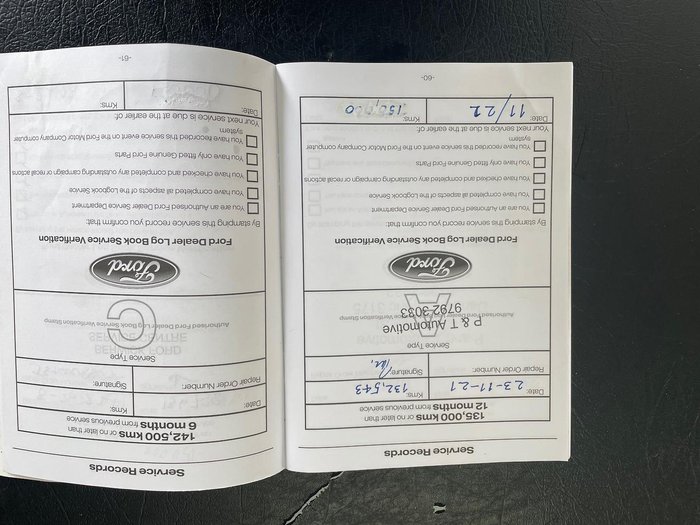 Service Records
135,000 kms or no later than
12 months from previous service
Date: 23-11-21 Kms: 132,543
Repair Order Number: Signature:
Service Type
A
P & T Automotive
Authorised Ford Dealer Log Book Service Verification Stamp
9792 3033
Ford
Ford Dealer Log Book Service Verification
By stamping this service record you confirm that:
You are an Authorised Ford Dealer Service Department
You have completed all aspects of the Logbook Service
You have checked and completed any outstanding campaign or recall actions
You have only fitted Genuine Ford Parts
You have recorded this service event on the Ford Motor Company
system
Your next service is due at the earlier of:
Date: 11/22 Kms: 150,000
-60-
Service Records
142,500 kms or no later than
6 months from previous service
Date: Kms:
Repair Order Number: Signature:
Service Type
C
Authorised Ford Dealer Log Book Service Verification Stamp
Ford
Ford Dealer Log Book Service Verification
By stamping this service record you confirm that:
You are an Authorised Ford Dealer Service Department
You have completed all aspects of the Logbook Service
You have checked and completed any outstanding campaign or recall actions
You have only fitted Genuine Ford Parts
You have recorded this service event on the Ford Motor Company
system
Your next service is due at the earlier of:
Date: Kms:
-61-